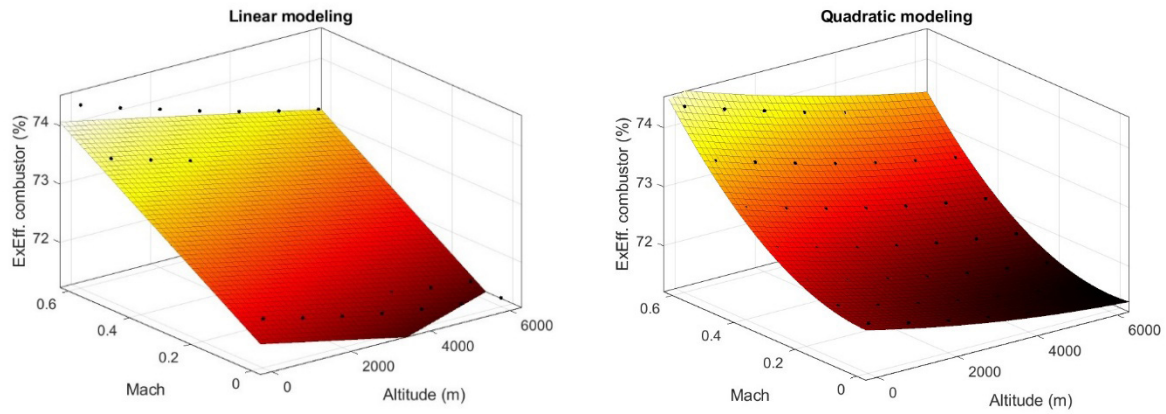 Linear modeling
ExEff. combustor (%)
74
73
72
0.6
0.4
0.2
0
Mach
0
2000
4000
6000
Altitude (m)
Quadratic modeling
ExEff. combustor (%)
74
73
72
0.6
0.4
0.2
0
Mach
0
2000
4000
6000
Altitude (m)